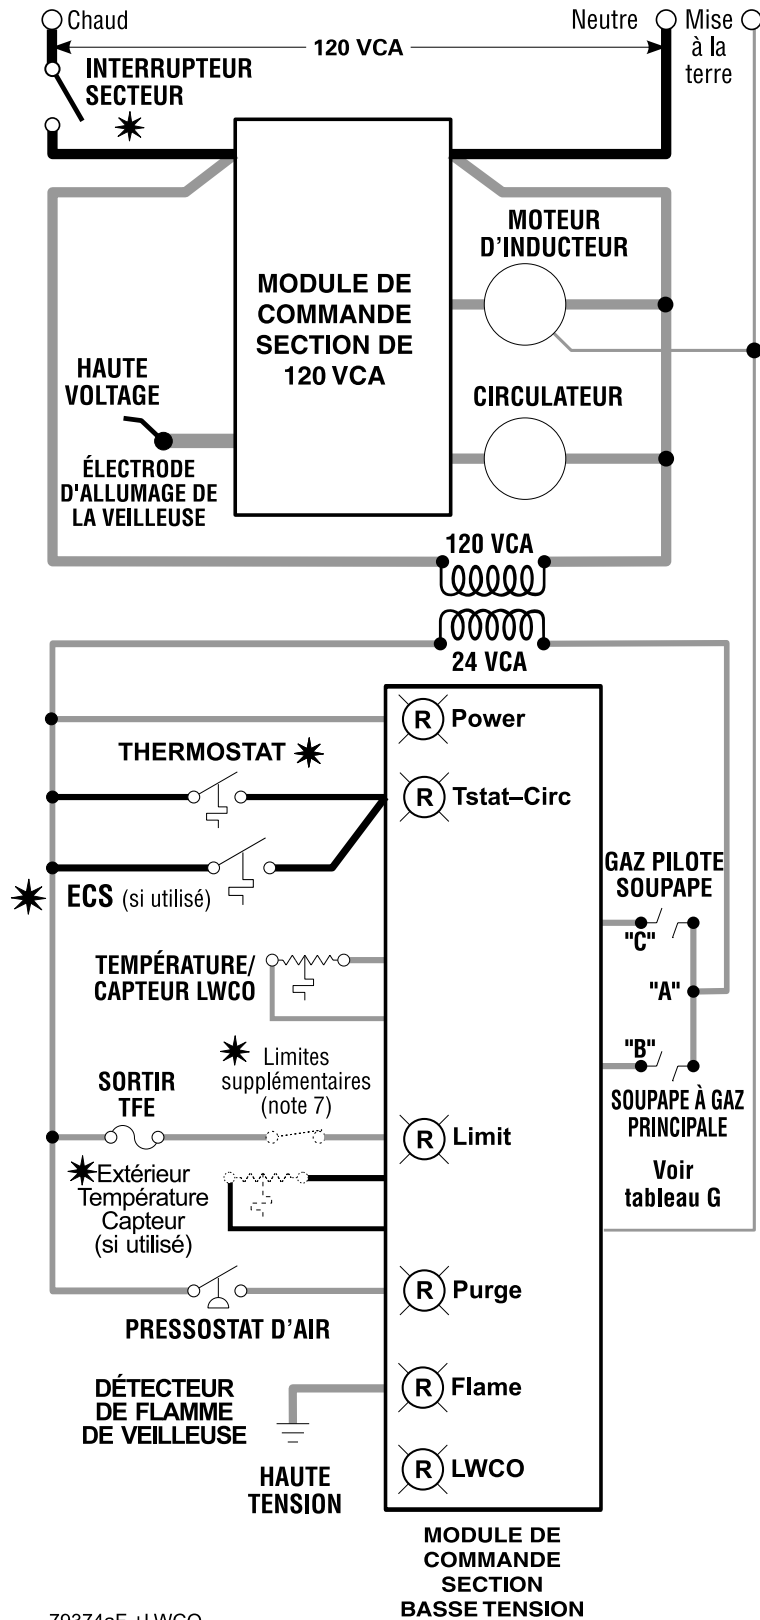 Chaud
Neutre
Mise
à la
terre
120 VCA
INTERRUPTEUR
SECTEUR
MODULE DE
COMMANDE
SECTION DE
120 VCA
MOTEUR
D'INDUCTEUR
HAUTE
VOLTAGE
CIRCULATEUR
ÉLECTRODE
D'ALLUMAGE DE
LA VEILLEUSE
120 VCA
24 VCA
R Power
THERMOSTAT
R Tstat–Circ
ECS (si utilisé)
GAZ PILOTE
SOUPAPE
"C"
"A"
"B"
SOUPAPE À GAZ
PRINCIPALE
Voir
tableau G
TEMPÉRATURE/
CAPTEUR LWCO
SORTIR
TFE
Limites
supplémentaires
(note 7)
R Limit
Extérieur
Température
Capteur
(si utilisé)
R Purge
PRESSOSTAT D'AIR
R Flame
DÉTECTEUR
DE FLAMME
DE VEILLEUSE
HAUTE
TENSION
R LWCO
MODULE DE
COMMANDE
SECTION
BASSE TENSION